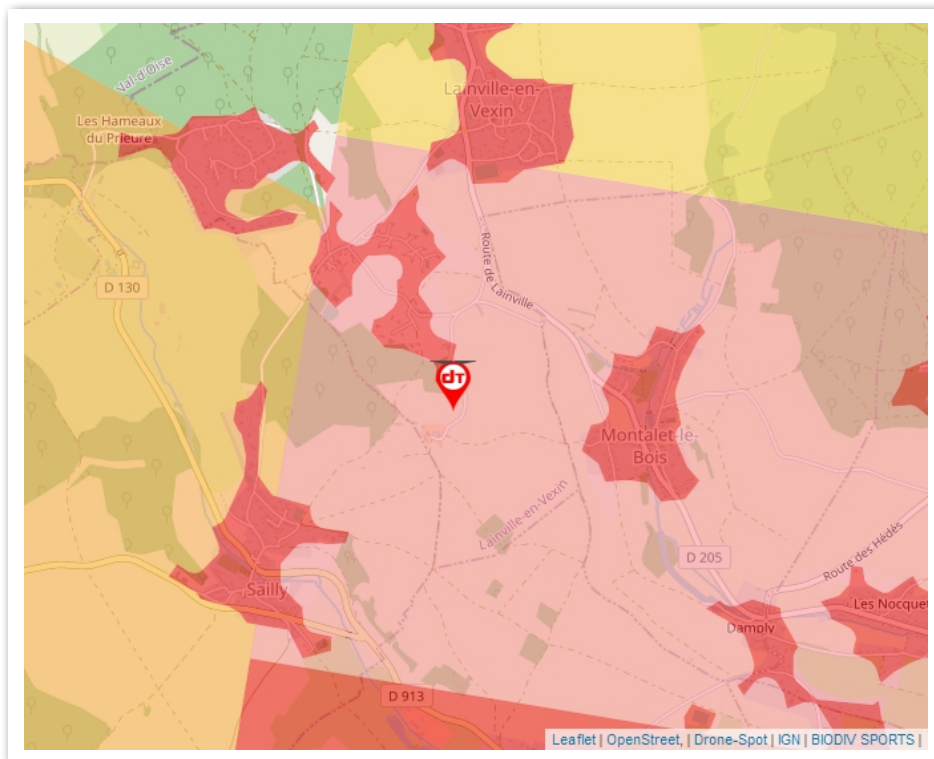 Val-d'Oise
Lainville-en-
Vexin
Les Hameaux
du Prieuré
Route de Lainville
D 130
dT
Montalet-le-
Bois
Lainville-en-Vexin
D 205
Route des Hédés
Sailly
Les Nocquet
Damply
D 913
Leaflet | OpenStreet, | Drone-Spot | IGN | BIODIV SPORTS |